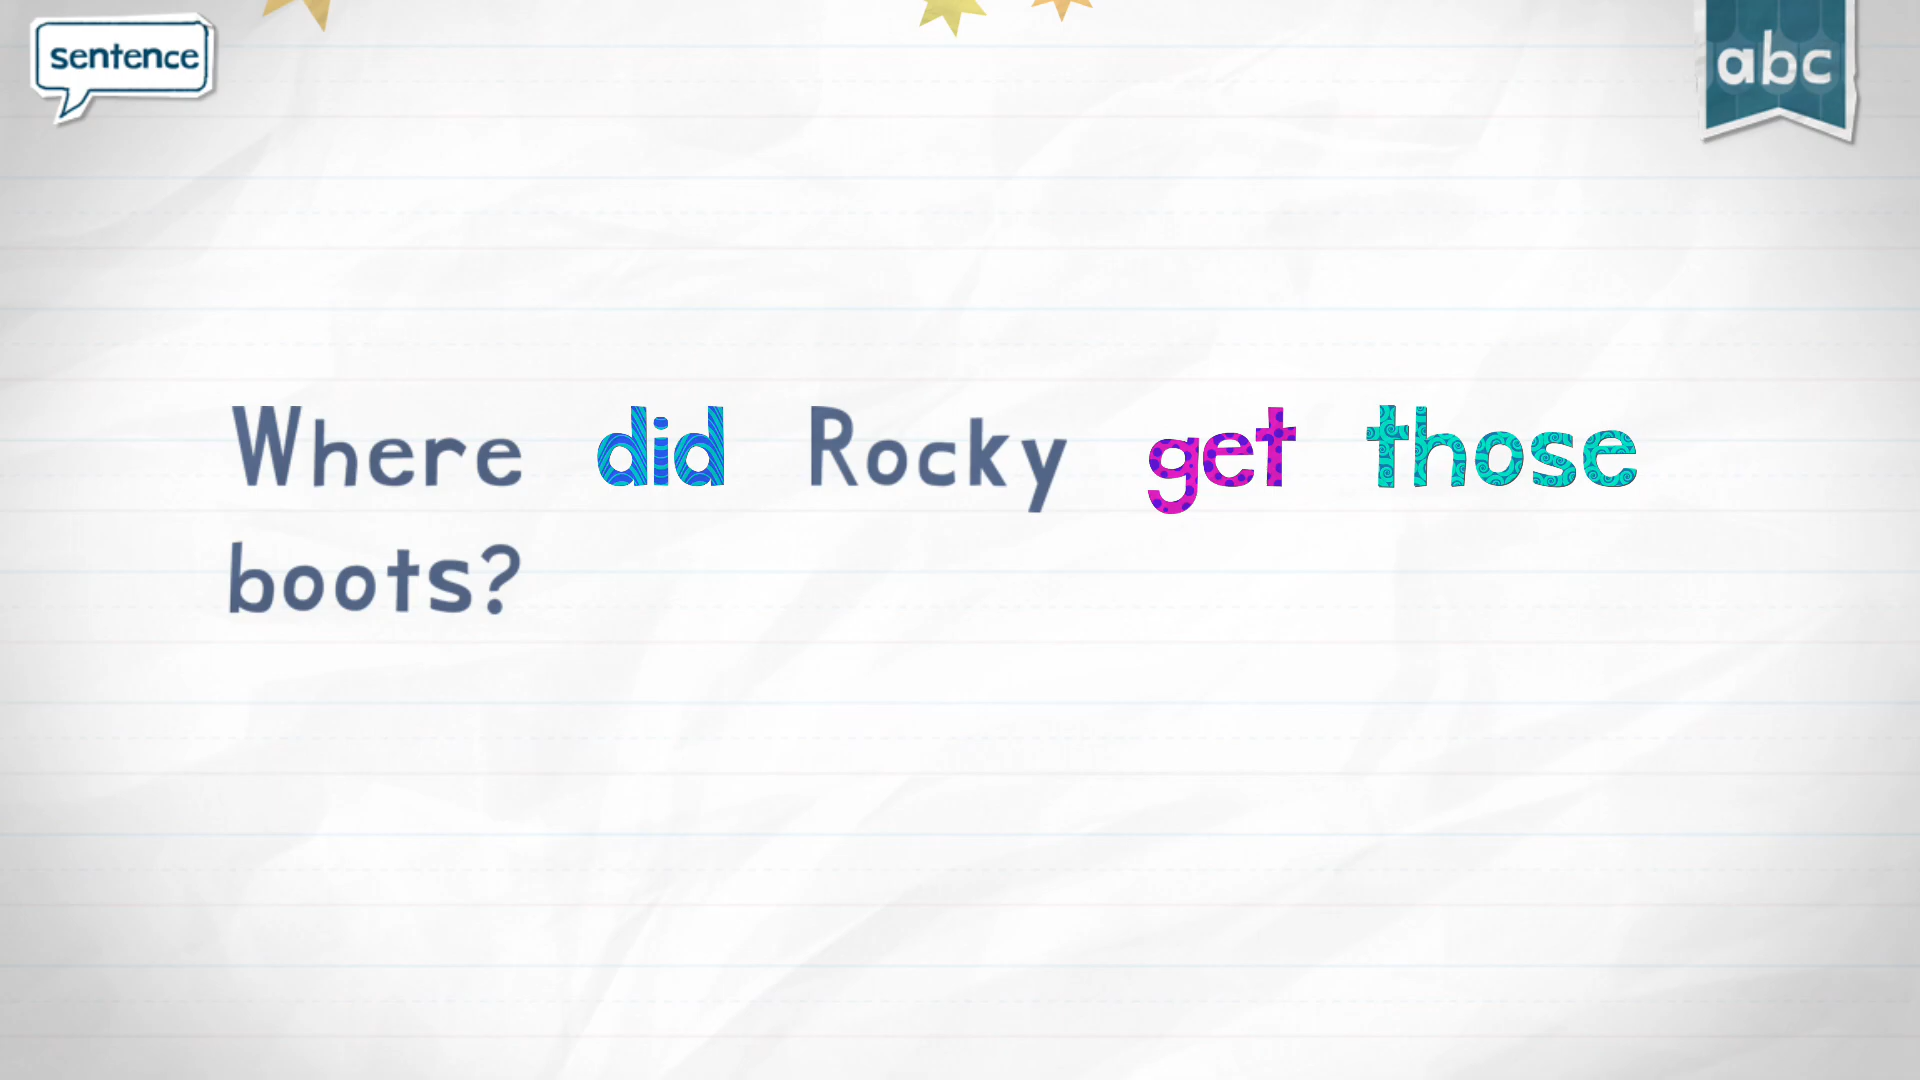 sentence
abc
Where did Rocky get those
boots?